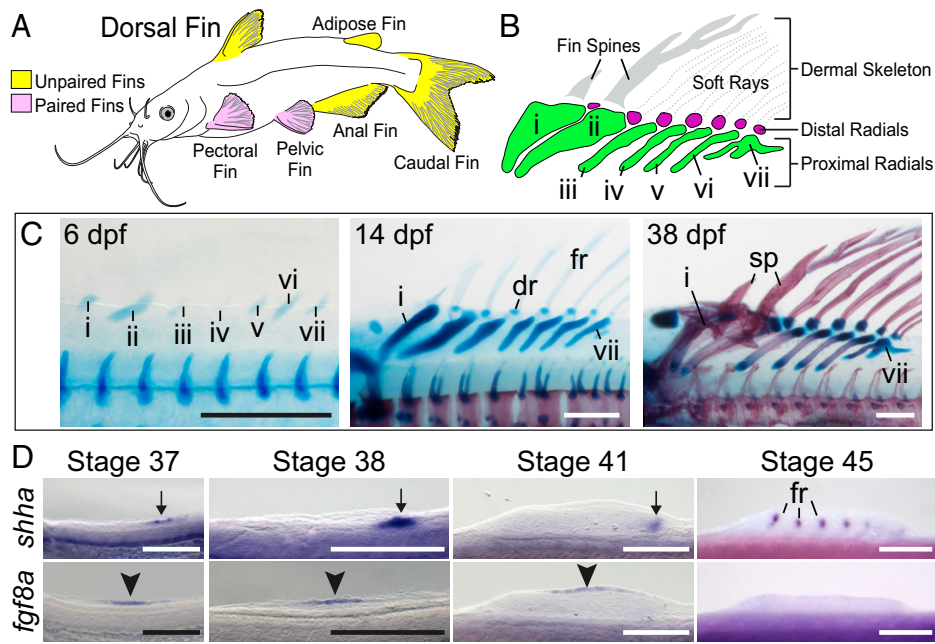 A
Dorsal Fin
Adipose Fin
Unpaired Fins
Paired Fins
Pectoral
Fin
Pelvic
Fin
Anal Fin
Caudal Fin
B
Fin Spines
Soft Rays
Dermal Skeleton
Distal Radials
Proximal Radials
i
ii
iii
iv
v
vi
vii
C
6 dpf
i
ii
iii
iv
v
vi
vii
14 dpf
i
dr
fr
vii
38 dpf
sp
i
vii
D
Stage 37
Stage 38
Stage 41
Stage 45
shha
fr
fgf8a